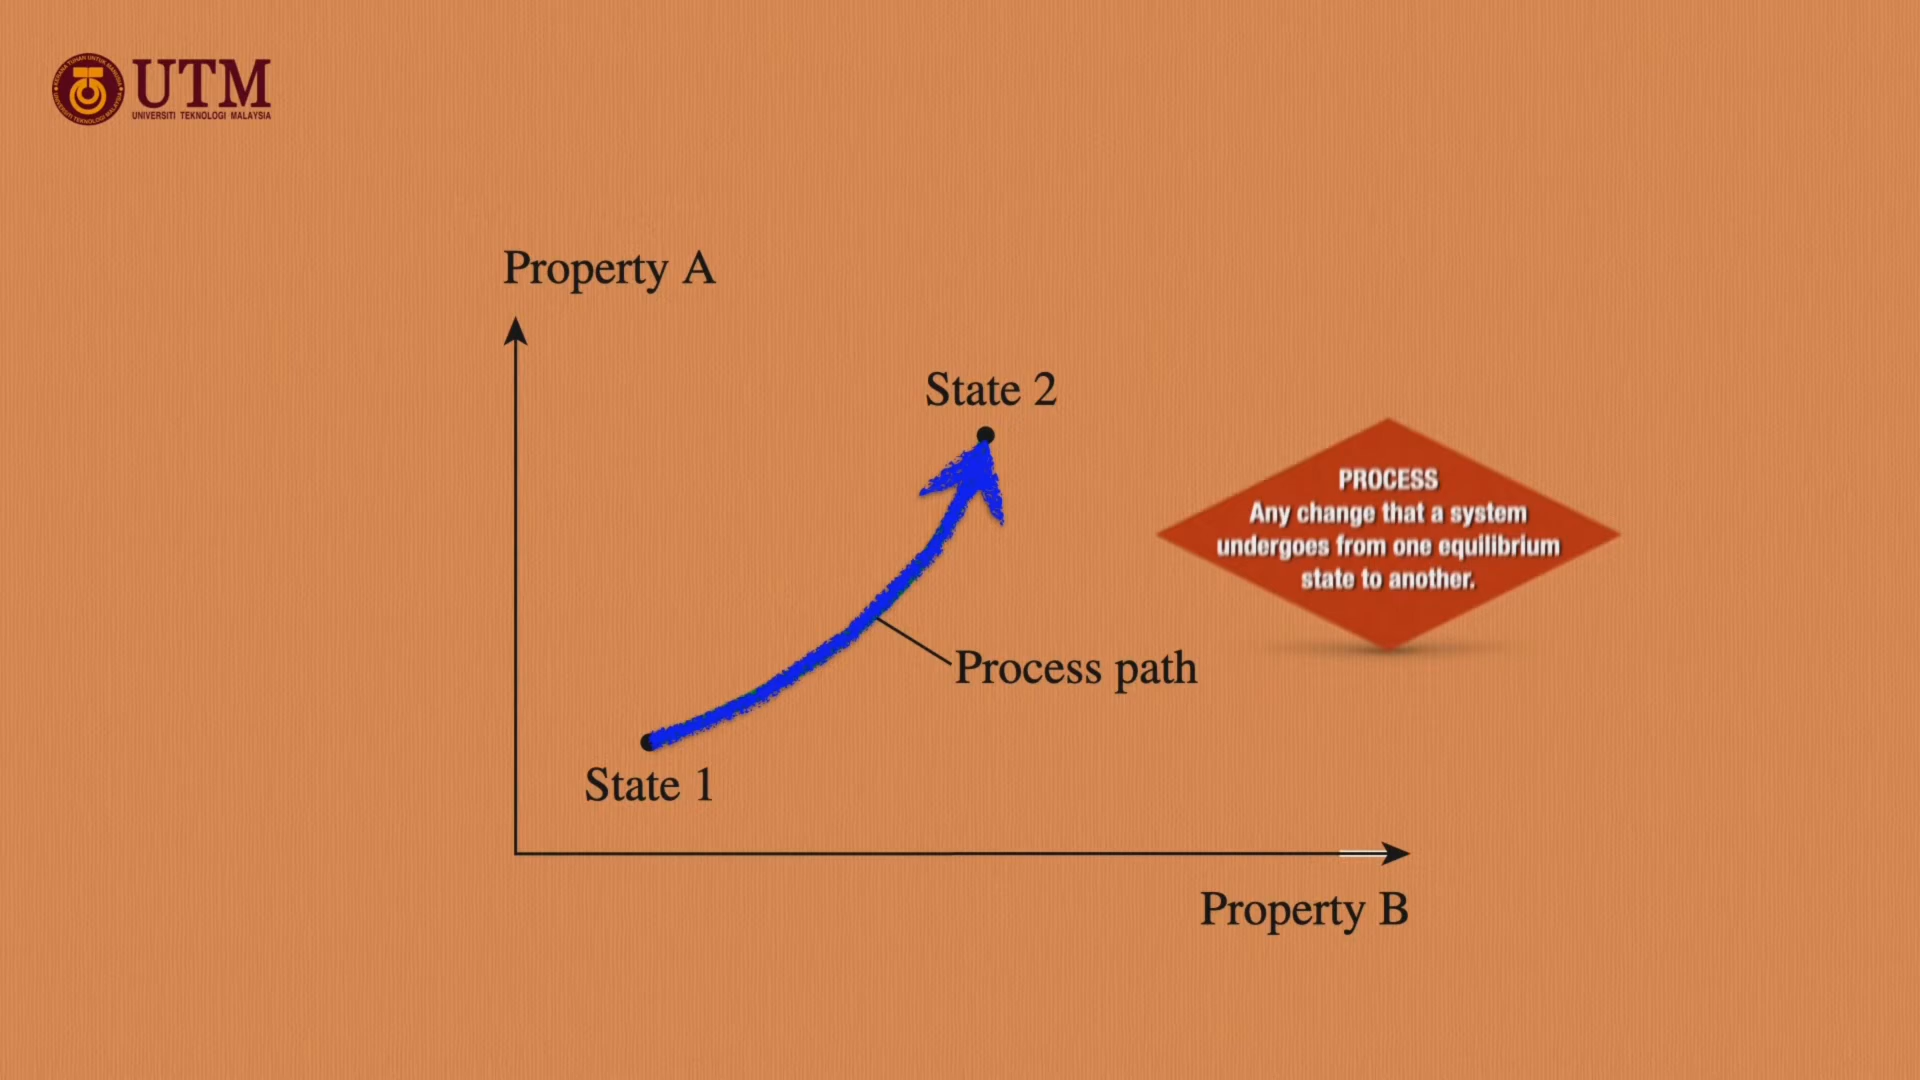 UTM
UNIVERSITI TEKNOLOGI MALAYSIA
Property A
State 2
PROCESS
Any change that a system
undergoes from one equilibrium
state to another.
Process path
State 1
Property B